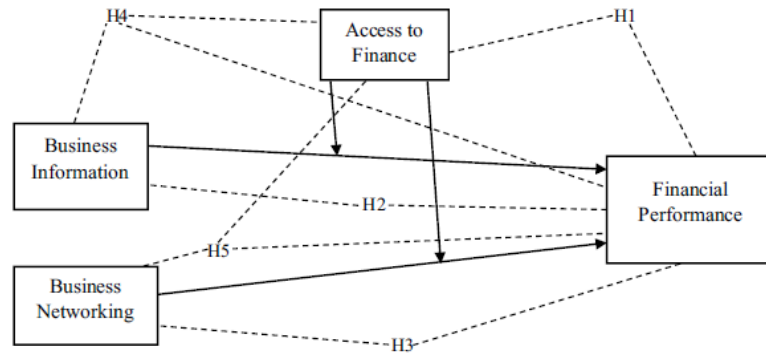 H4
Access to
Finance
H1
Business
Information
Financial
Performance
H2
H5
Business
Networking
H3